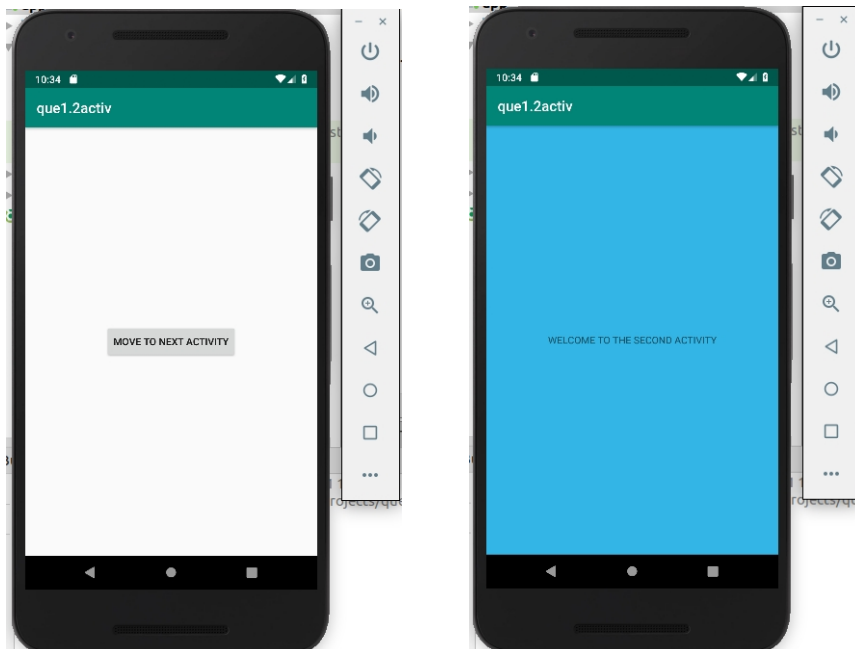 10:34
que1.2activ
MOVE TO NEXT ACTIVITY
10:34
que1.2activ
WELCOME TO THE SECOND ACTIVITY